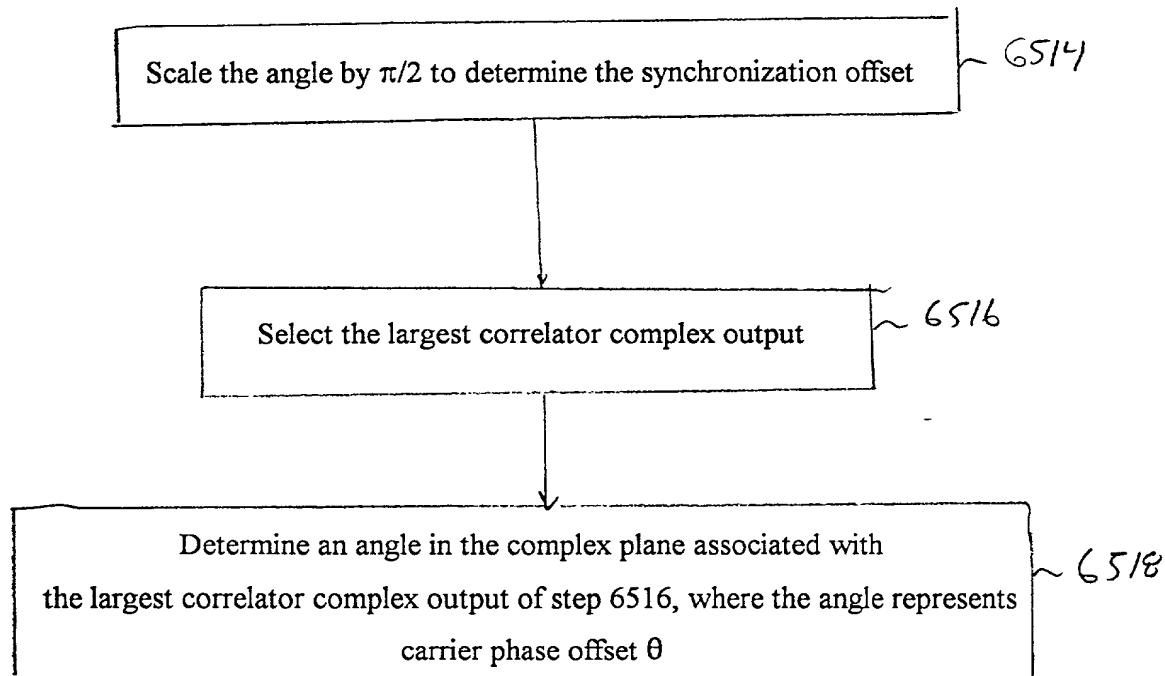 Scale the angle by π/2 to determine the synchronization offset
6514
Select the largest correlator complex output
6516
Determine an angle in the complex plane associated with
the largest correlator complex output of step 6516, where the angle represents
carrier phase offset θ
6518